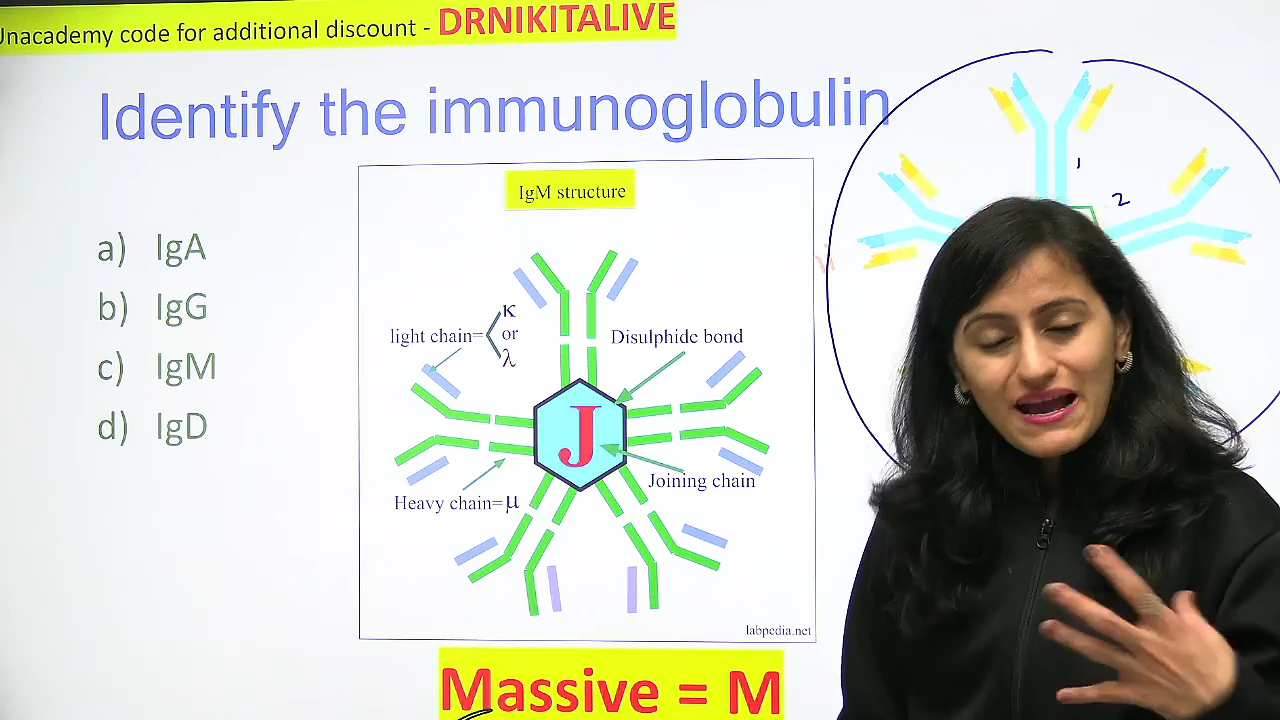 Unacademy code for additional discount - DRNIKITALIVE
Identify the immunoglobulin
a) IgA
b) IgG
c) IgM
d) IgD
IgM structure
light chain=
κ
or
λ
Disulphide bond
J
Joining chain
Heavy chain=μ
labpedia.net
Massive = M
1
2